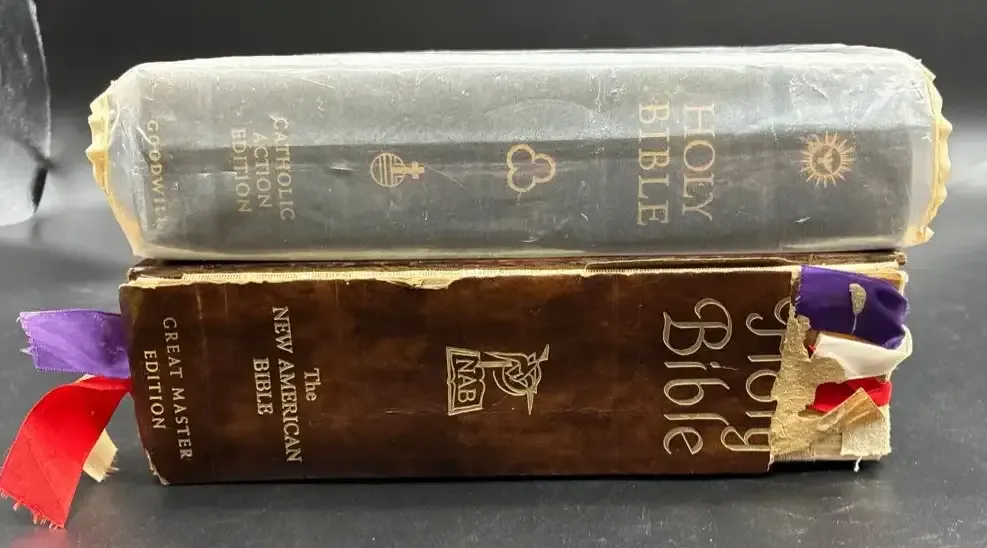 HOLY
BIBLE
CATHOLIC
ACTION
EDITION
GOODWILL
Holy
Bible
NAB
The
NEW AMERICAN
BIBLE
GREAT MASTER
EDITION